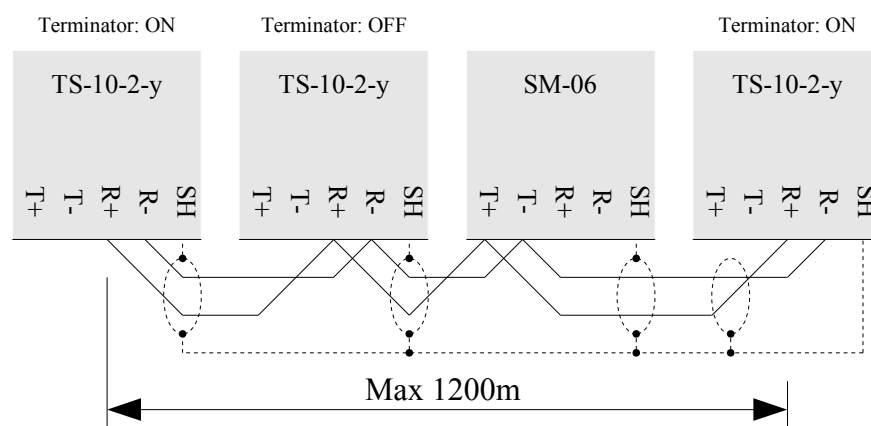 Terminator: ON
Terminator: OFF
Terminator: ON
TS-10-2-y
TS-10-2-y
SM-06
TS-10-2-y
T+ T- R+ R- SH
T+ T- R+ R- SH
T+ T- R+ R- SH
T+ T- R+ R- SH
Max 1200m